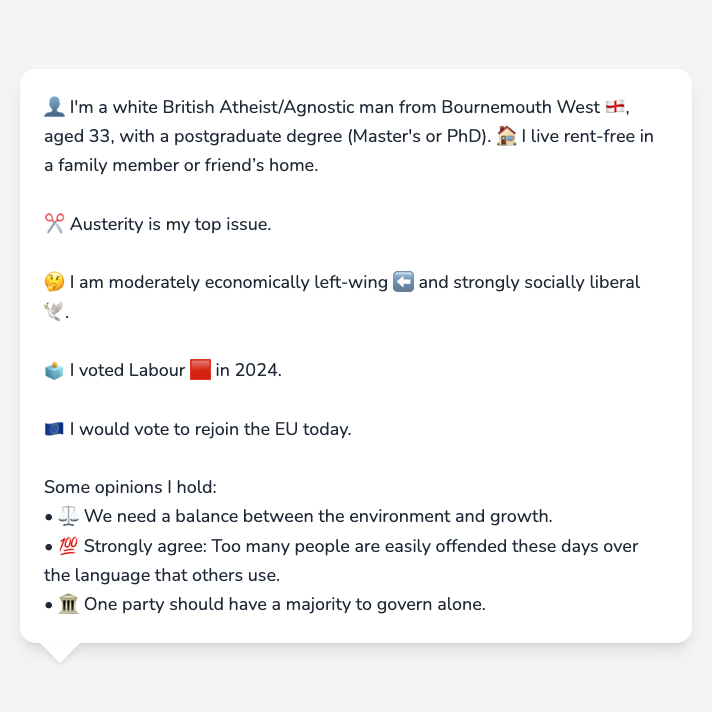 👤 I'm a white British Atheist/Agnostic man from Bournemouth West 🏴󠁧󠁢󠁥󠁮󠁧󠁿,
aged 33, with a postgraduate degree (Master's or PhD). 🏠 I live rent-free in
a family member or friend’s home.
✂️ Austerity is my top issue.
🤔 I am moderately economically left-wing ⬅️ and strongly socially liberal
🕊️.
🗳️ I voted Labour 🟥 in 2024.
🇪🇺 I would vote to rejoin the EU today.
Some opinions I hold:
• ⚖️ We need a balance between the environment and growth.
• 💯 Strongly agree: Too many people are easily offended these days over
the language that others use.
• 🏛️ One party should have a majority to govern alone.